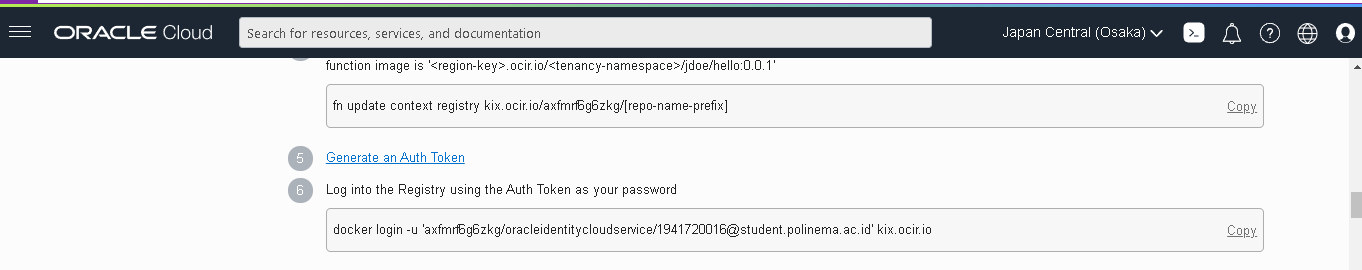 ORACLE Cloud
Search for resources, services, and documentation
Japan Central (Osaka)
function image is '<region-key>.ocir.io/<tenancy-namespace>/jdoe/hello:0.0.1'
fn update context registry kix.ocir.io/axfmrf6g6zkg/[repo-name-prefix]
Copy
5
Generate an Auth Token
6
Log into the Registry using the Auth Token as your password
docker login -u 'axfmrf6g6zkg/oracleidentitycloudservice/1941720016@student.polinema.ac.id' kix.ocir.io
Copy